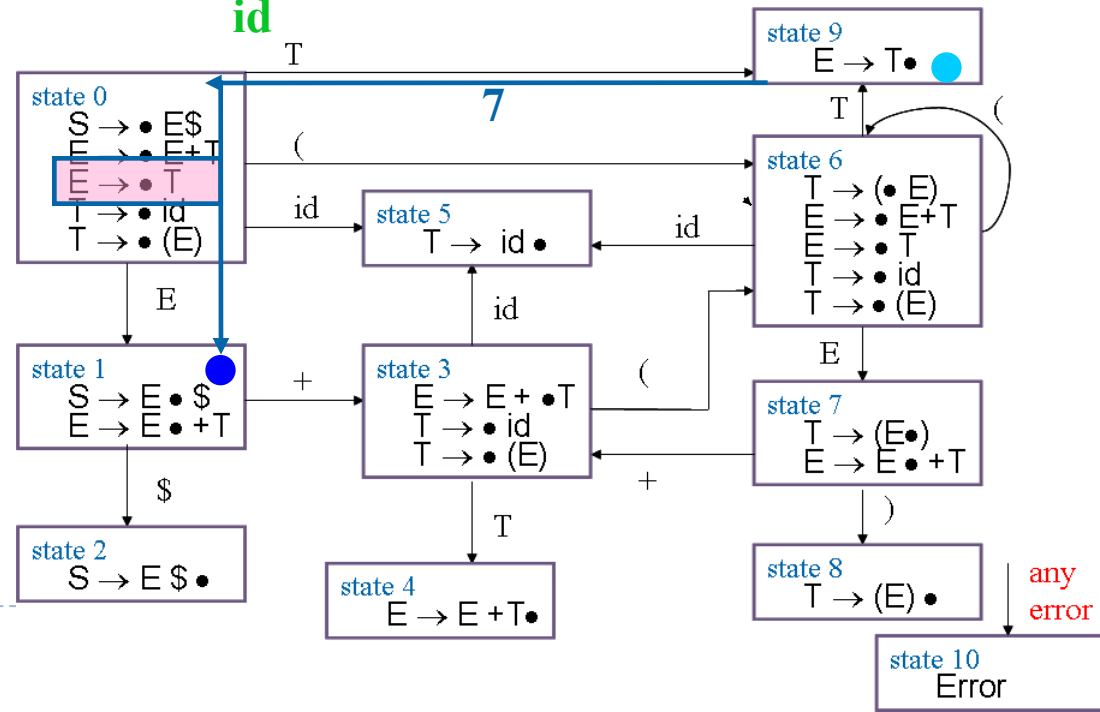 id
T
state 9
E → T•
7
state 0
S → • E$
E → • E+T
E → • T
T → • id
T → • (E)
T
(
(
state 6
T → (• E)
E → • E+T
E → • T
T → • id
T → • (E)
id
state 5
T → id •
id
E
id
(
E
state 1
S → E • $
E → E • +T
+
state 3
E → E + •T
T → • id
T → • (E)
state 7
T → (E•)
E → E • +T
+
$
T
)
state 2
S → E $ •
state 4
E → E +T•
state 8
T → (E) •
any
error
state 10
Error